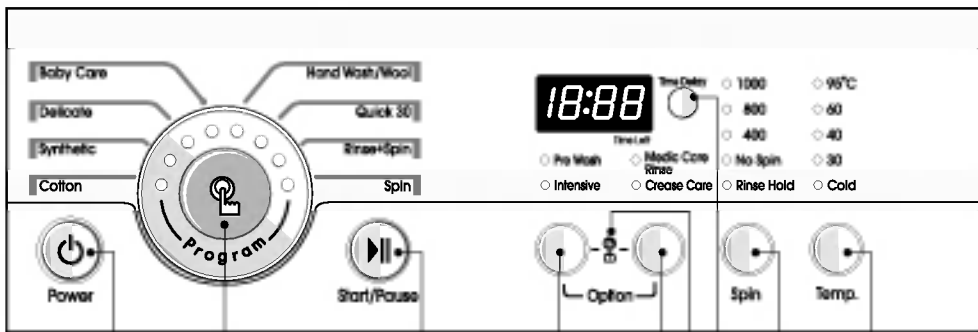 Baby Care
Hand Wash/Wool
Delicate
Quick 30
Synthetic
Rinse+Spin
Cotton
Spin
Program
Power
Start/Pause
18:88
Time Delay
Time Left
1000
800
400
No Spin
Rinse Hold
95°C
60
40
30
Cold
Pre Wash
Medic Care
Rinse
Intensive
Crease Care
Option
Spin
Temp.